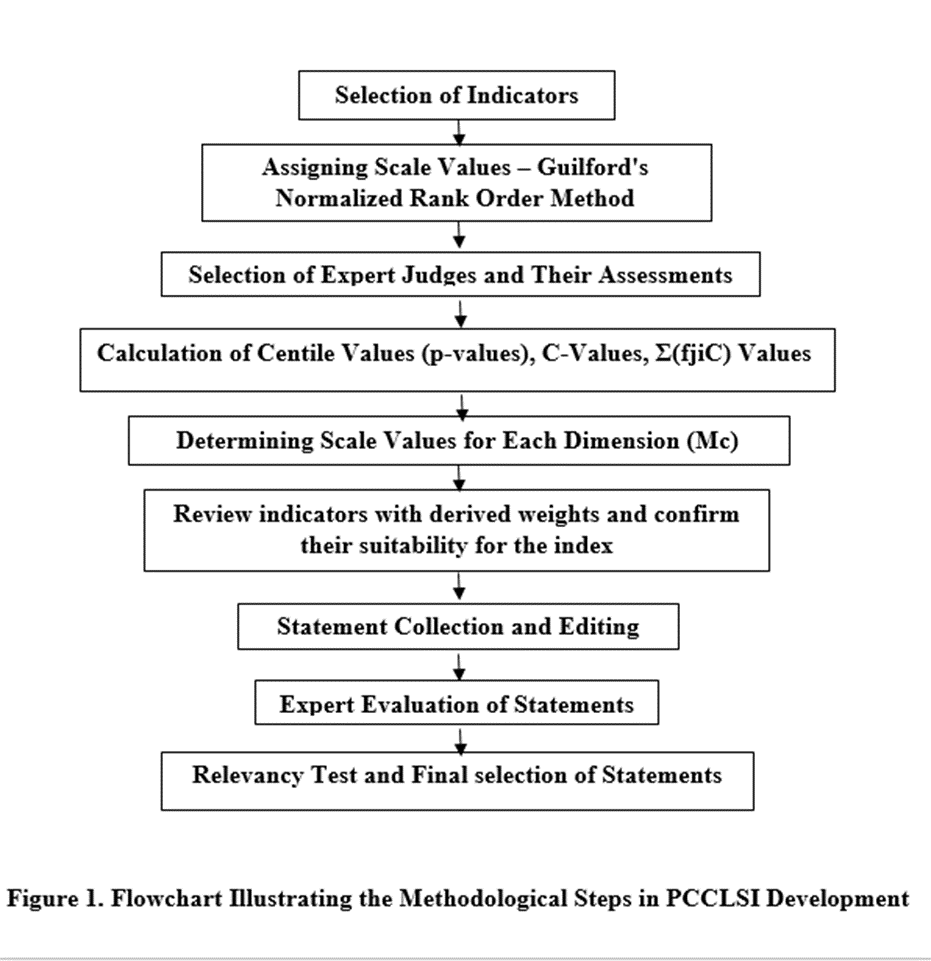 Selection of Indicators
Assigning Scale Values – Guilford's
Normalized Rank Order Method
Selection of Expert Judges and Their Assessments
Calculation of Centile Values (p-values), C-Values, Σ(fjiC) Values
Determining Scale Values for Each Dimension (Mc)
Review indicators with derived weights and confirm
their suitability for the index
Statement Collection and Editing
Expert Evaluation of Statements
Relevancy Test and Final selection of Statements
Figure 1. Flowchart Illustrating the Methodological Steps in PCCLSI Development